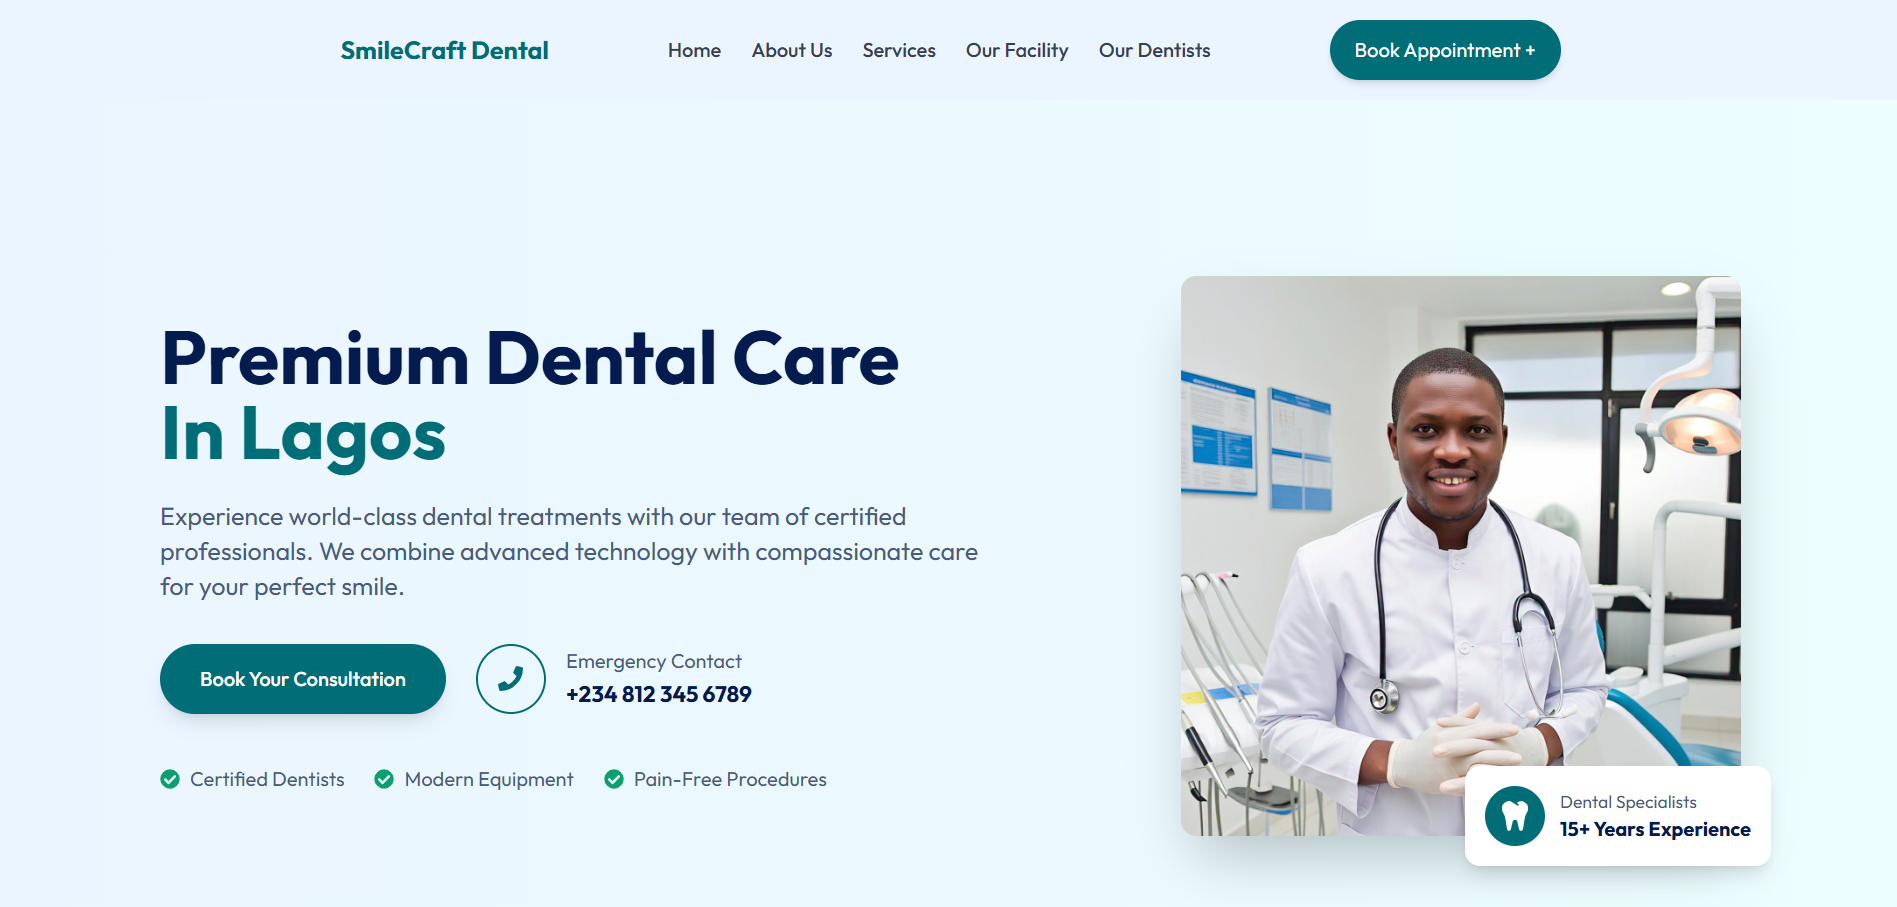 SmileCraft Dental
Home
About Us
Services
Our Facility
Our Dentists
Book Appointment +
Premium Dental Care
In Lagos
Experience world-class dental treatments with our team of certified
professionals. We combine advanced technology with compassionate care
for your perfect smile.
Book Your Consultation
Emergency Contact
+234 812 345 6789
Certified Dentists
Modern Equipment
Pain-Free Procedures
Dental Specialists
15+ Years Experience